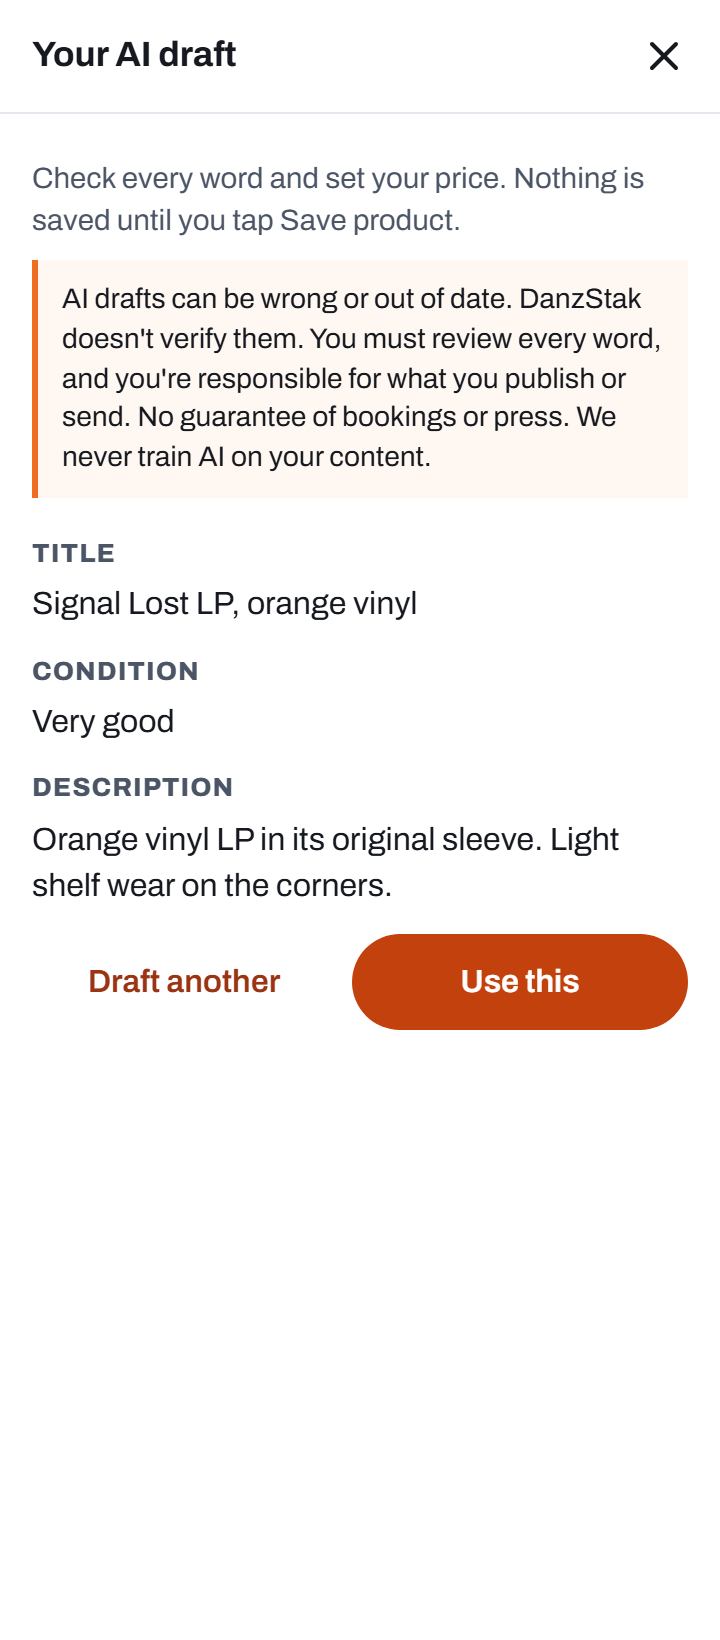 Your AI draft
Check every word and set your price. Nothing is
saved until you tap Save product.
AI drafts can be wrong or out of date. DanzStak
doesn't verify them. You must review every word,
and you're responsible for what you publish or
send. No guarantee of bookings or press. We
never train AI on your content.
TITLE
Signal Lost LP, orange vinyl
CONDITION
Very good
DESCRIPTION
Orange vinyl LP in its original sleeve. Light
shelf wear on the corners.
Draft another
Use this